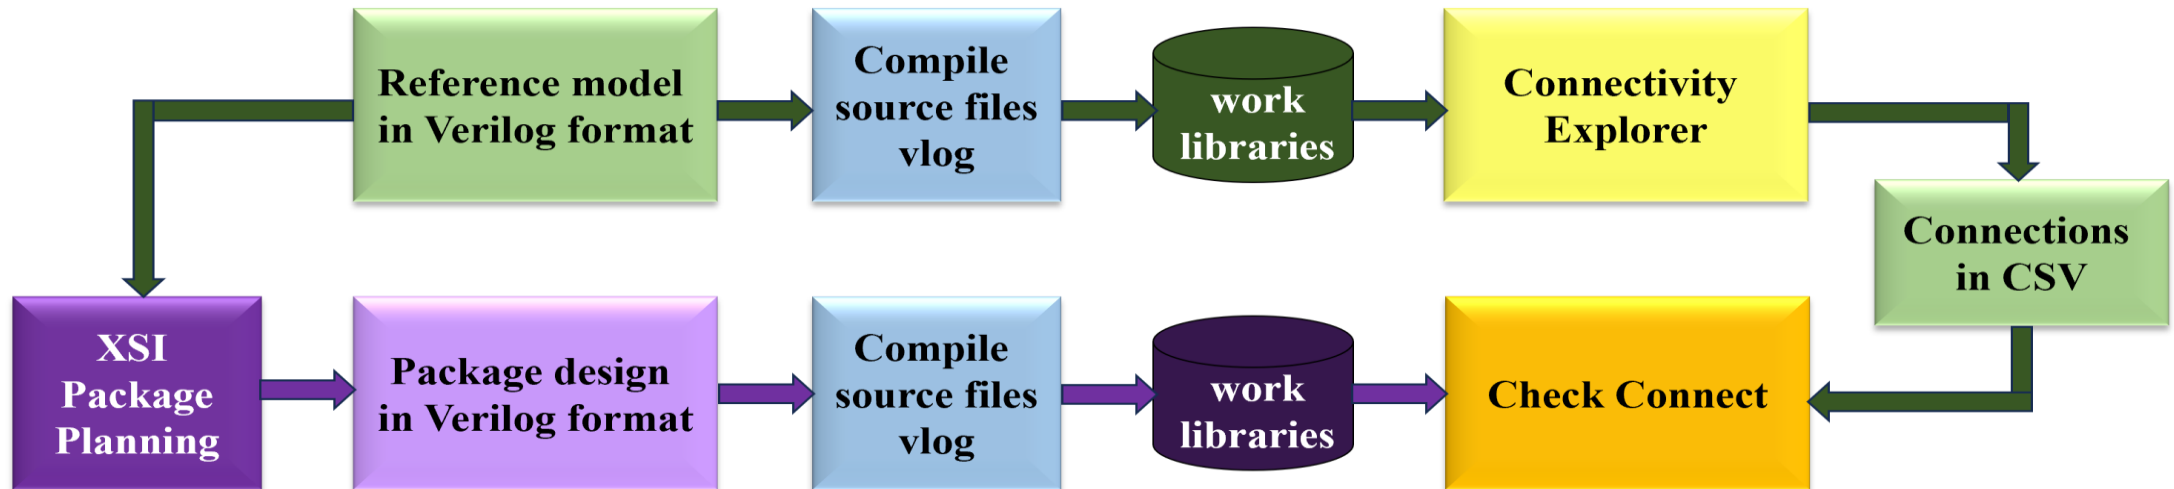 Reference model
in Verilog format
Compile
source files
vlog
work
libraries
Connectivity
Explorer
Connections
in CSV
XSI
Package
Planning
Package design
in Verilog format
Compile
source files
vlog
work
libraries
Check Connect